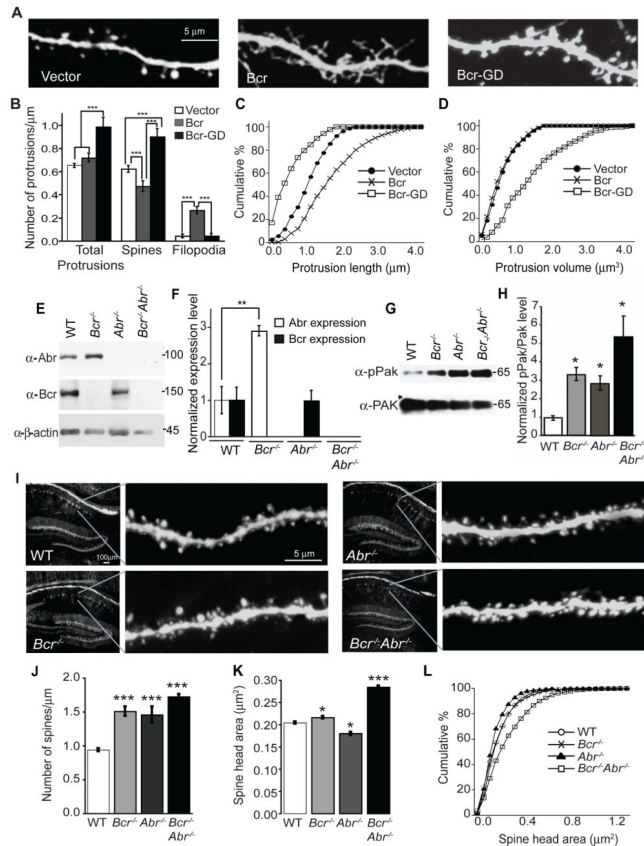 A
5 μm
Vector
Bcr
Bcr-GD
B
Number of protrusions/μm
1.0
0.8
0.6
0.4
0.2
0.0
***
***
***
***
***
***
Vector
Bcr
Bcr-GD
Total Protrusions
Spines
Filopodia
C
Cumulative %
100
80
60
40
20
0
Vector
Bcr
Bcr-GD
0.0 1.0 2.0 3.0 4.0
Protrusion length (μm)
D
Cumulative %
100
80
60
40
20
0
Vector
Bcr
Bcr-GD
0.0 1.0 2.0 3.0 4.0
Protrusion volume (μm³)
E
WT Bcr-/- Abr-/- Bcr-/-Abr-/-
α-Abr -100
α-Bcr -150
α-β-actin -45
F
Normalized expression level
3
2
1
0
**
Abr expression
Bcr expression
WT Bcr-/- Abr-/- Bcr-/- Abr-/-
G
WT Bcr-/- Abr-/- Bcr-/-Abr-/-
α-pPak -65
α-PAK -65
H
Normalized pPak/Pak level
7
6
5
4
3
2
1
0
* * *
WT Bcr-/- Abr-/- Bcr-/- Abr-/-
I
WT
100μm
5 μm
Abr-/-
Bcr-/-
Bcr-/-Abr-/-
J
Number of spines/μm
2.0
1.5
1.0
0.5
0.0
*** *** ***
WT Bcr-/- Abr-/- Bcr-/- Abr-/-
K
Spine head area (μm²)
0.30
0.25
0.20
0.15
0.10
0.00
* * ***
WT Bcr-/- Abr-/- Bcr-/- Abr-/-
L
Cumulative %
100
80
60
40
20
0
WT
Bcr-/-
Abr-/-
Bcr-/-Abr-/-
0.0 0.4 0.8 1.2
Spine head area (μm²)